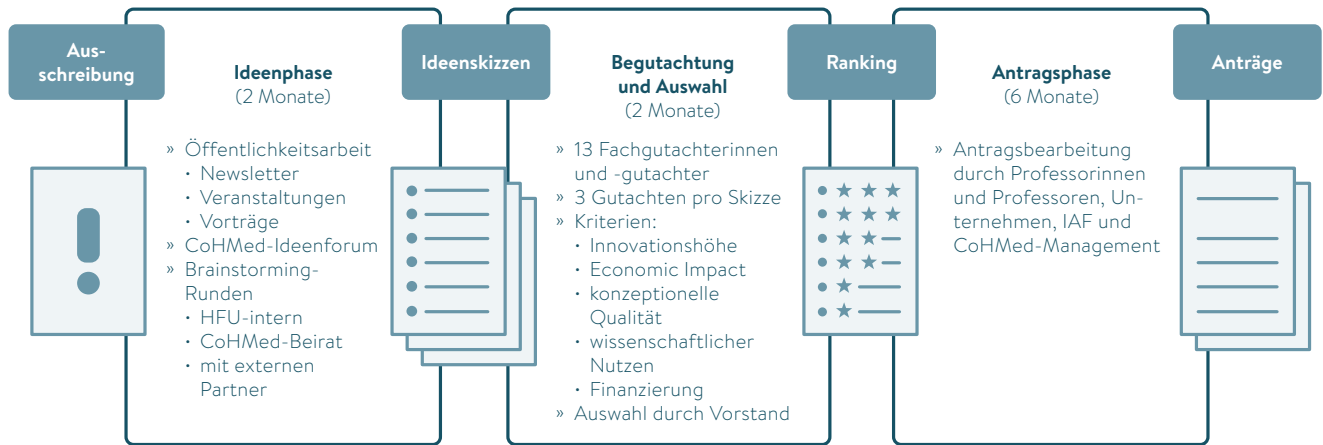 Aus-
schreibung
Ideenphase
(2 Monate)
» Öffentlichkeitsarbeit
· Newsletter
· Veranstaltungen
· Vorträge
» CoHMed-Ideenforum
» Brainstorming-
Runden
· HFU-intern
· CoHMed-Beirat
· mit externen
Partner
Ideenskizzen
Begutachtung
und Auswahl
(2 Monate)
» 13 Fachgutachterinnen
und -gutachter
» 3 Gutachten pro Skizze
» Kriterien:
· Innovationshöhe
· Economic Impact
· konzeptionelle
Qualität
· wissenschaftlicher
Nutzen
· Finanzierung
» Auswahl durch Vorstand
Ranking
Antragsphase
(6 Monate)
» Antragsbearbeitung
durch Professorinnen
und Professoren, Un-
ternehmen, IAF und
CoHMed-Management
Anträge